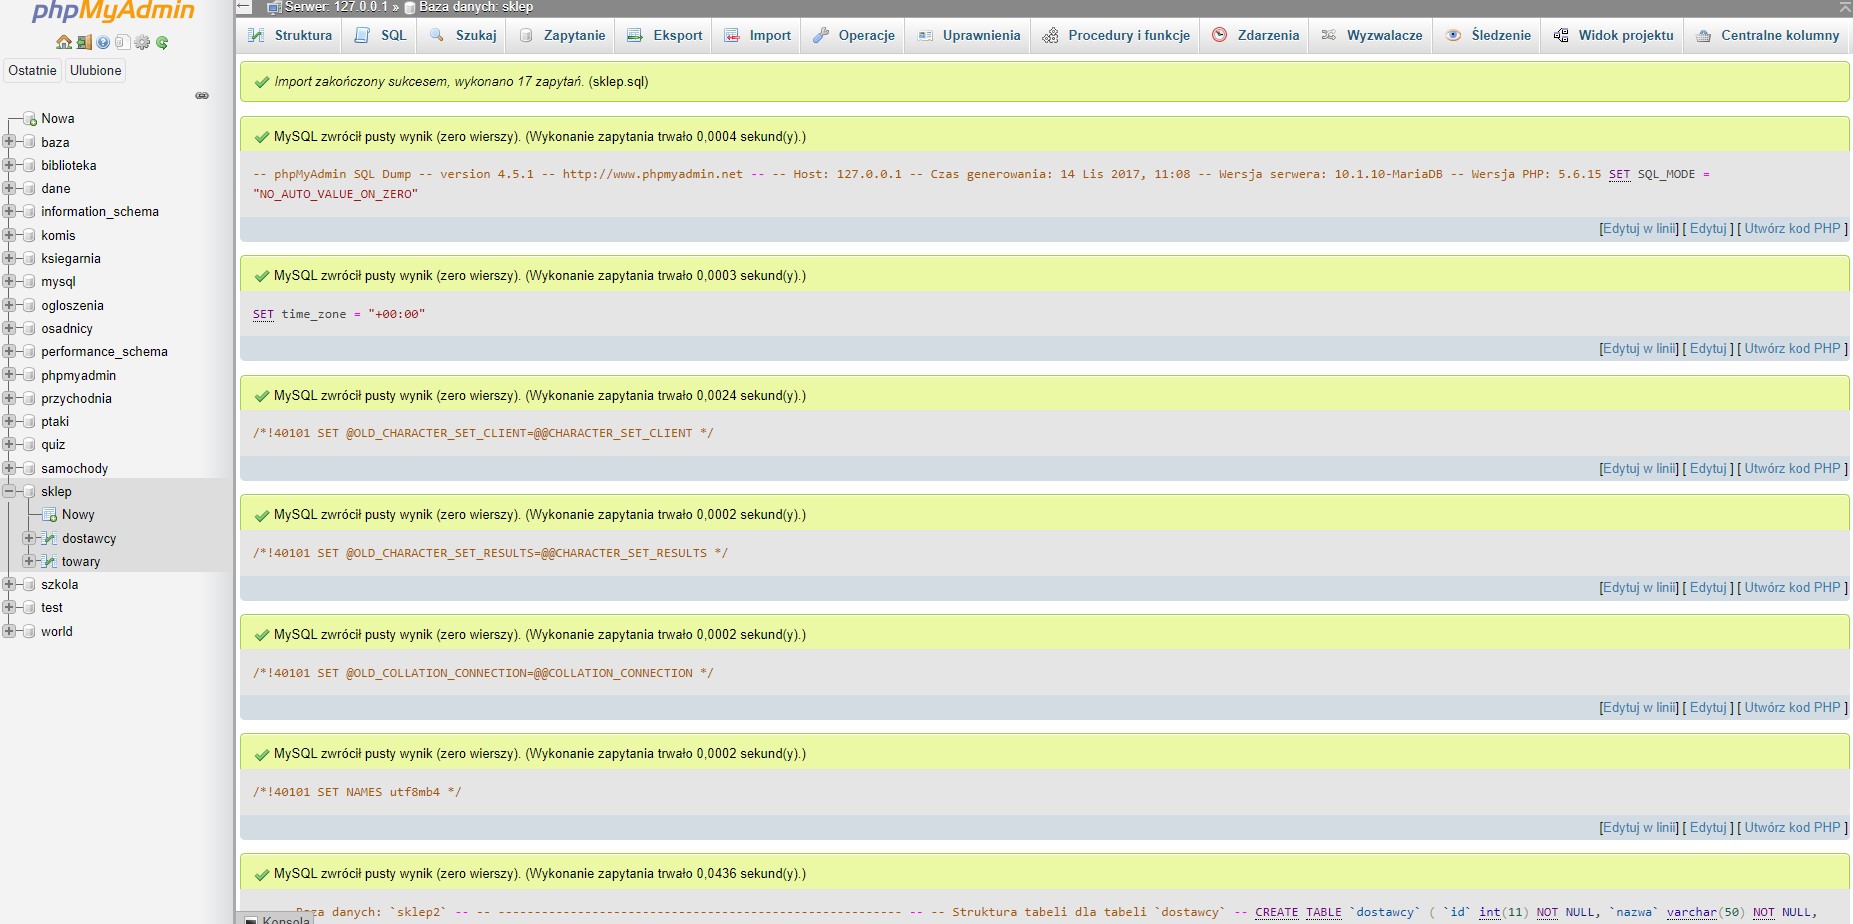 phpMyAdmin
Ostatnie Ulubione
Nowa
baza
biblioteka
dane
information_schema
komis
ksiegarnia
mysql
ogloszenia
osadnicy
performance_schema
phpmyadmin
przychodnia
ptaki
quiz
samochody
sklep
Nowy
dostawcy
towary
szkola
test
world
Serwer: 127.0.0.1 » Baza danych: sklep
Struktura SQL Szukaj Zapytanie Eksport Import Operacje Uprawnienia Procedury i funkcje Zdarzenia Wyzwalacze Śledzenie Widok projektu Centralne kolumny
Import zakończony sukcesem, wykonano 17 zapytań. (sklep.sql)
MySQL zwrócił pusty wynik (zero wierszy). (Wykonanie zapytania trwało 0,0004 sekund(y).)
-- phpMyAdmin SQL Dump -- version 4.5.1 -- http://www.phpmyadmin.net -- -- Host: 127.0.0.1 -- Czas generowania: 14 Lis 2017, 11:08 -- Wersja serwera: 10.1.10-MariaDB -- Wersja PHP: 5.6.15 SET SQL_MODE =
"NO_AUTO_VALUE_ON_ZERO"
[Edytuj w linii] [ Edytuj ] [ Utwórz kod PHP ]
MySQL zwrócił pusty wynik (zero wierszy). (Wykonanie zapytania trwało 0,0003 sekund(y).)
SET time_zone = "+00:00"
[Edytuj w linii] [ Edytuj ] [ Utwórz kod PHP ]
MySQL zwrócił pusty wynik (zero wierszy). (Wykonanie zapytania trwało 0,0024 sekund(y).)
/*!40101 SET @OLD_CHARACTER_SET_CLIENT=@@CHARACTER_SET_CLIENT */
[Edytuj w linii] [ Edytuj ] [ Utwórz kod PHP ]
MySQL zwrócił pusty wynik (zero wierszy). (Wykonanie zapytania trwało 0,0002 sekund(y).)
/*!40101 SET @OLD_CHARACTER_SET_RESULTS=@@CHARACTER_SET_RESULTS */
[Edytuj w linii] [ Edytuj ] [ Utwórz kod PHP ]
MySQL zwrócił pusty wynik (zero wierszy). (Wykonanie zapytania trwało 0,0002 sekund(y).)
/*!40101 SET @OLD_COLLATION_CONNECTION=@@COLLATION_CONNECTION */
[Edytuj w linii] [ Edytuj ] [ Utwórz kod PHP ]
MySQL zwrócił pusty wynik (zero wierszy). (Wykonanie zapytania trwało 0,0002 sekund(y).)
/*!40101 SET NAMES utf8mb4 */
[Edytuj w linii] [ Edytuj ] [ Utwórz kod PHP ]
MySQL zwrócił pusty wynik (zero wierszy). (Wykonanie zapytania trwało 0,0436 sekund(y).)
Baza danych: `sklep2` -- -- -------------------------------------------------------- -- -- Struktura tabeli dla tabeli `dostawcy` -- CREATE TABLE `dostawcy` ( `id` int(11) NOT NULL, `nazwa` varchar(50) NOT NULL,
Konsola